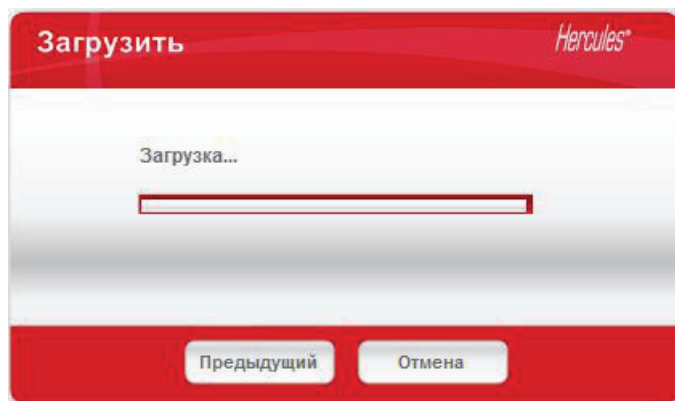 Загрузить
Hercules®
Загрузка...
Предыдущий
Отмена